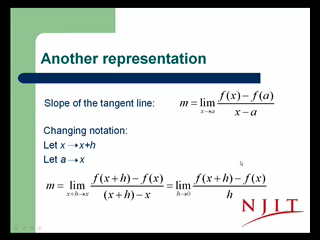 Another representation
Slope of the tangent line: m = lim x→a (f(x) − f(a)) / (x − a)
Changing notation:
Let x → x+h
Let a → x
m = lim x+h→x (f(x + h) − f(x)) / ((x + h) − x) = lim h→0 (f(x + h) − f(x)) / h
NJIT